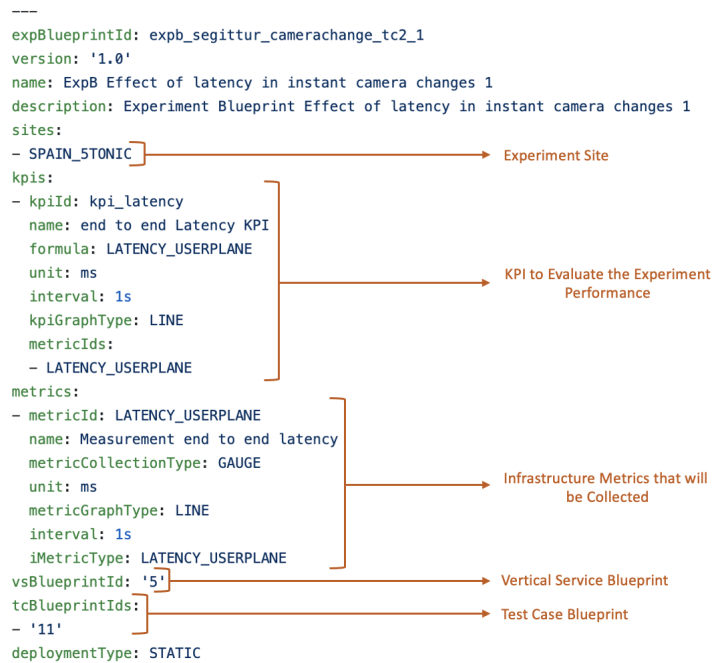 ---
expBlueprintId: expb_segittur_camerachange_tc2_1
version: '1.0'
name: ExpB Effect of latency in instant camera changes 1
description: Experiment Blueprint Effect of latency in instant camera changes 1
sites:
- SPAIN_5TONIC
Experiment Site
kpis:
- kpiId: kpi_latency
name: end to end Latency KPI
formula: LATENCY_USERPLANE
unit: ms
interval: 1s
kpiGraphType: LINE
metricIds:
- LATENCY_USERPLANE
KPI to Evaluate the Experiment
Performance
metrics:
- metricId: LATENCY_USERPLANE
name: Measurement end to end latency
metricCollectionType: GAUGE
unit: ms
metricGraphType: LINE
interval: 1s
iMetricType: LATENCY_USERPLANE
Infrastructure Metrics that will
be Collected
vsBlueprintId: '5'
Vertical Service Blueprint
tcBlueprintIds:
- '11'
Test Case Blueprint
deploymentType: STATIC